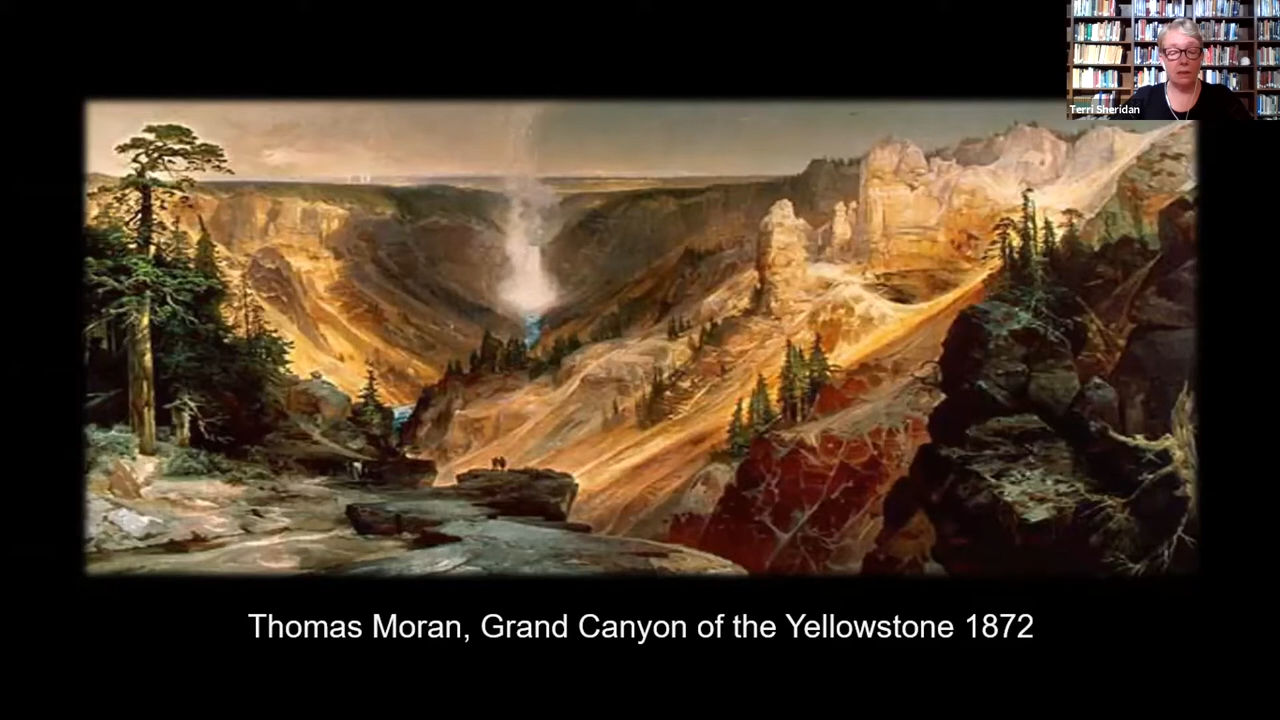 Terri Sheridan
Thomas Moran, Grand Canyon of the Yellowstone 1872